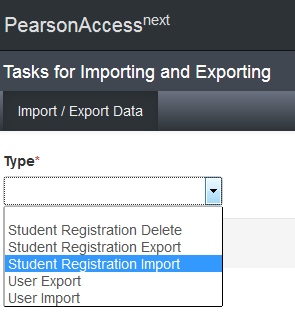 PearsonAccessnext
Tasks for Importing and Exporting
Import / Export Data
Type*
Student Registration Delete
Student Registration Export
Student Registration Import
User Export
User Import